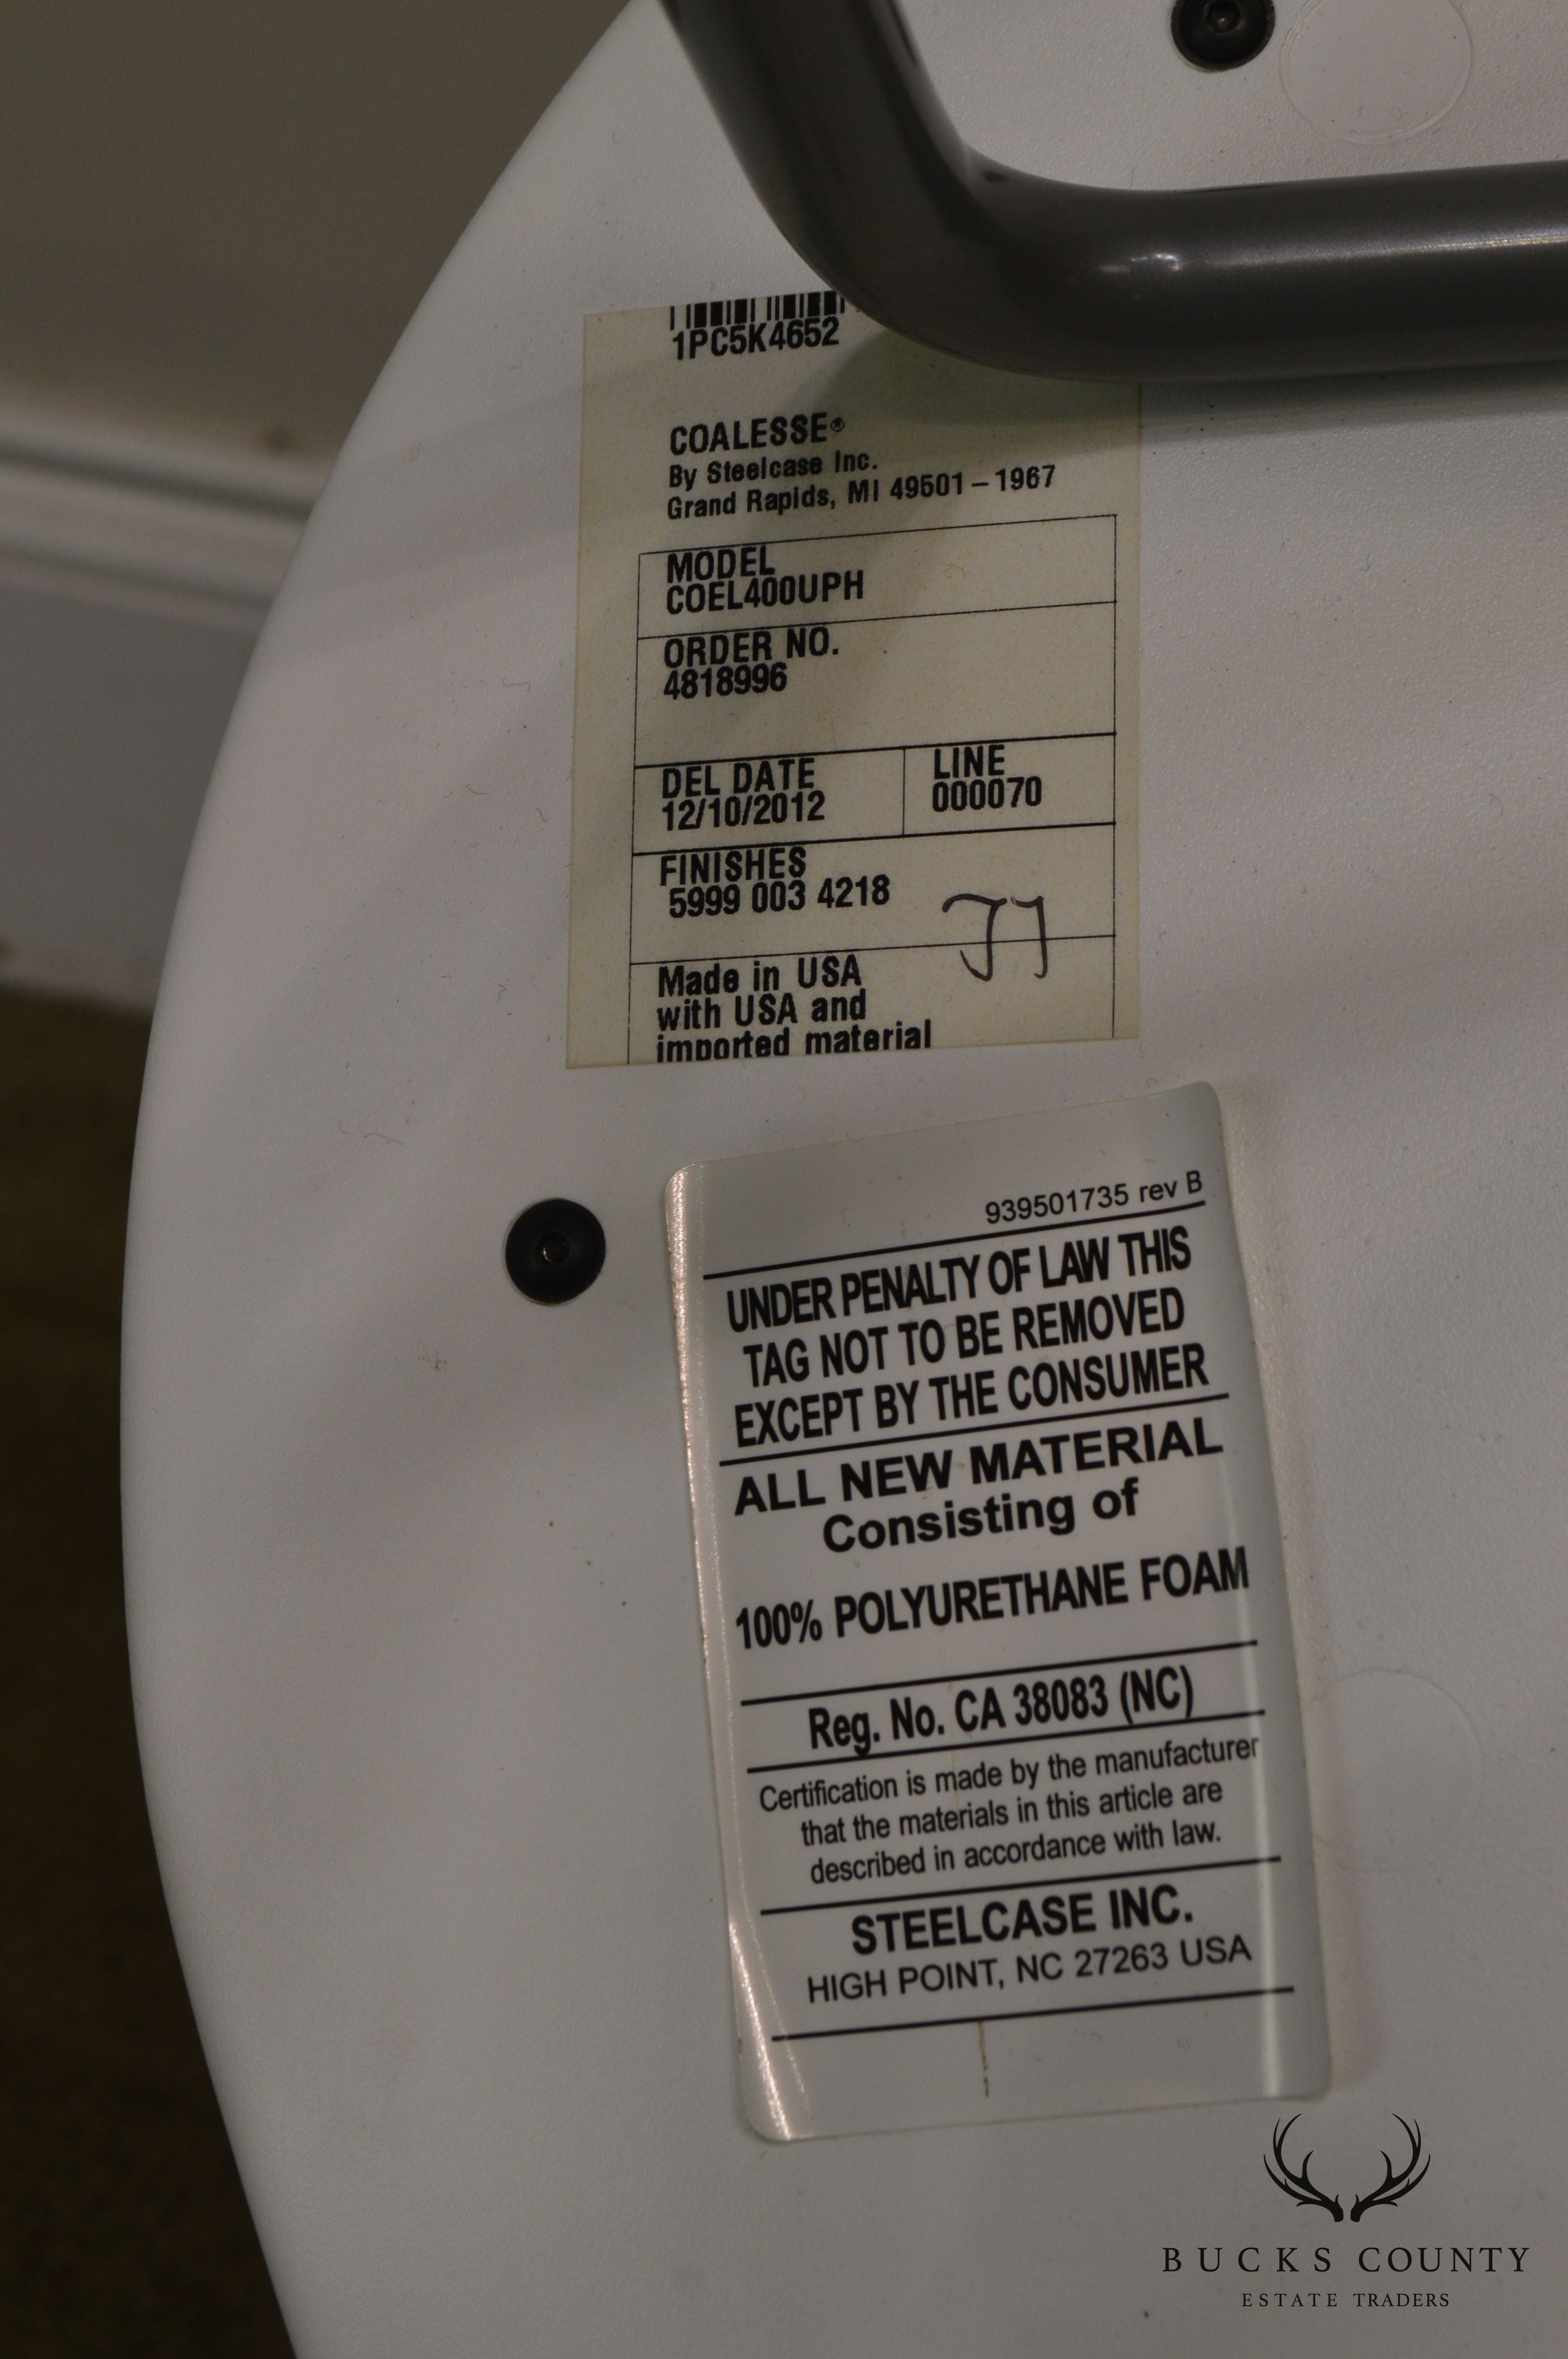 1PC5K4652
COALESSE®
By Steelcase Inc.
Grand Rapids, MI 49501-1967
MODEL
COEL400UPH
ORDER NO.
4818996
DEL DATE
12/10/2012
LINE
000070
FINISHES
5999 003 4218
JJ
Made in USA
with USA and
imported material
939501735 rev B
UNDER PENALTY OF LAW THIS
TAG NOT TO BE REMOVED
EXCEPT BY THE CONSUMER
ALL NEW MATERIAL
Consisting of
100% POLYURETHANE FOAM
Reg. No. CA 38083 (NC)
Certification is made by the manufacturer
that the materials in this article are
described in accordance with law.
STEELCASE INC.
HIGH POINT, NC 27263 USA
BUCKS COUNTY
ESTATE TRADERS